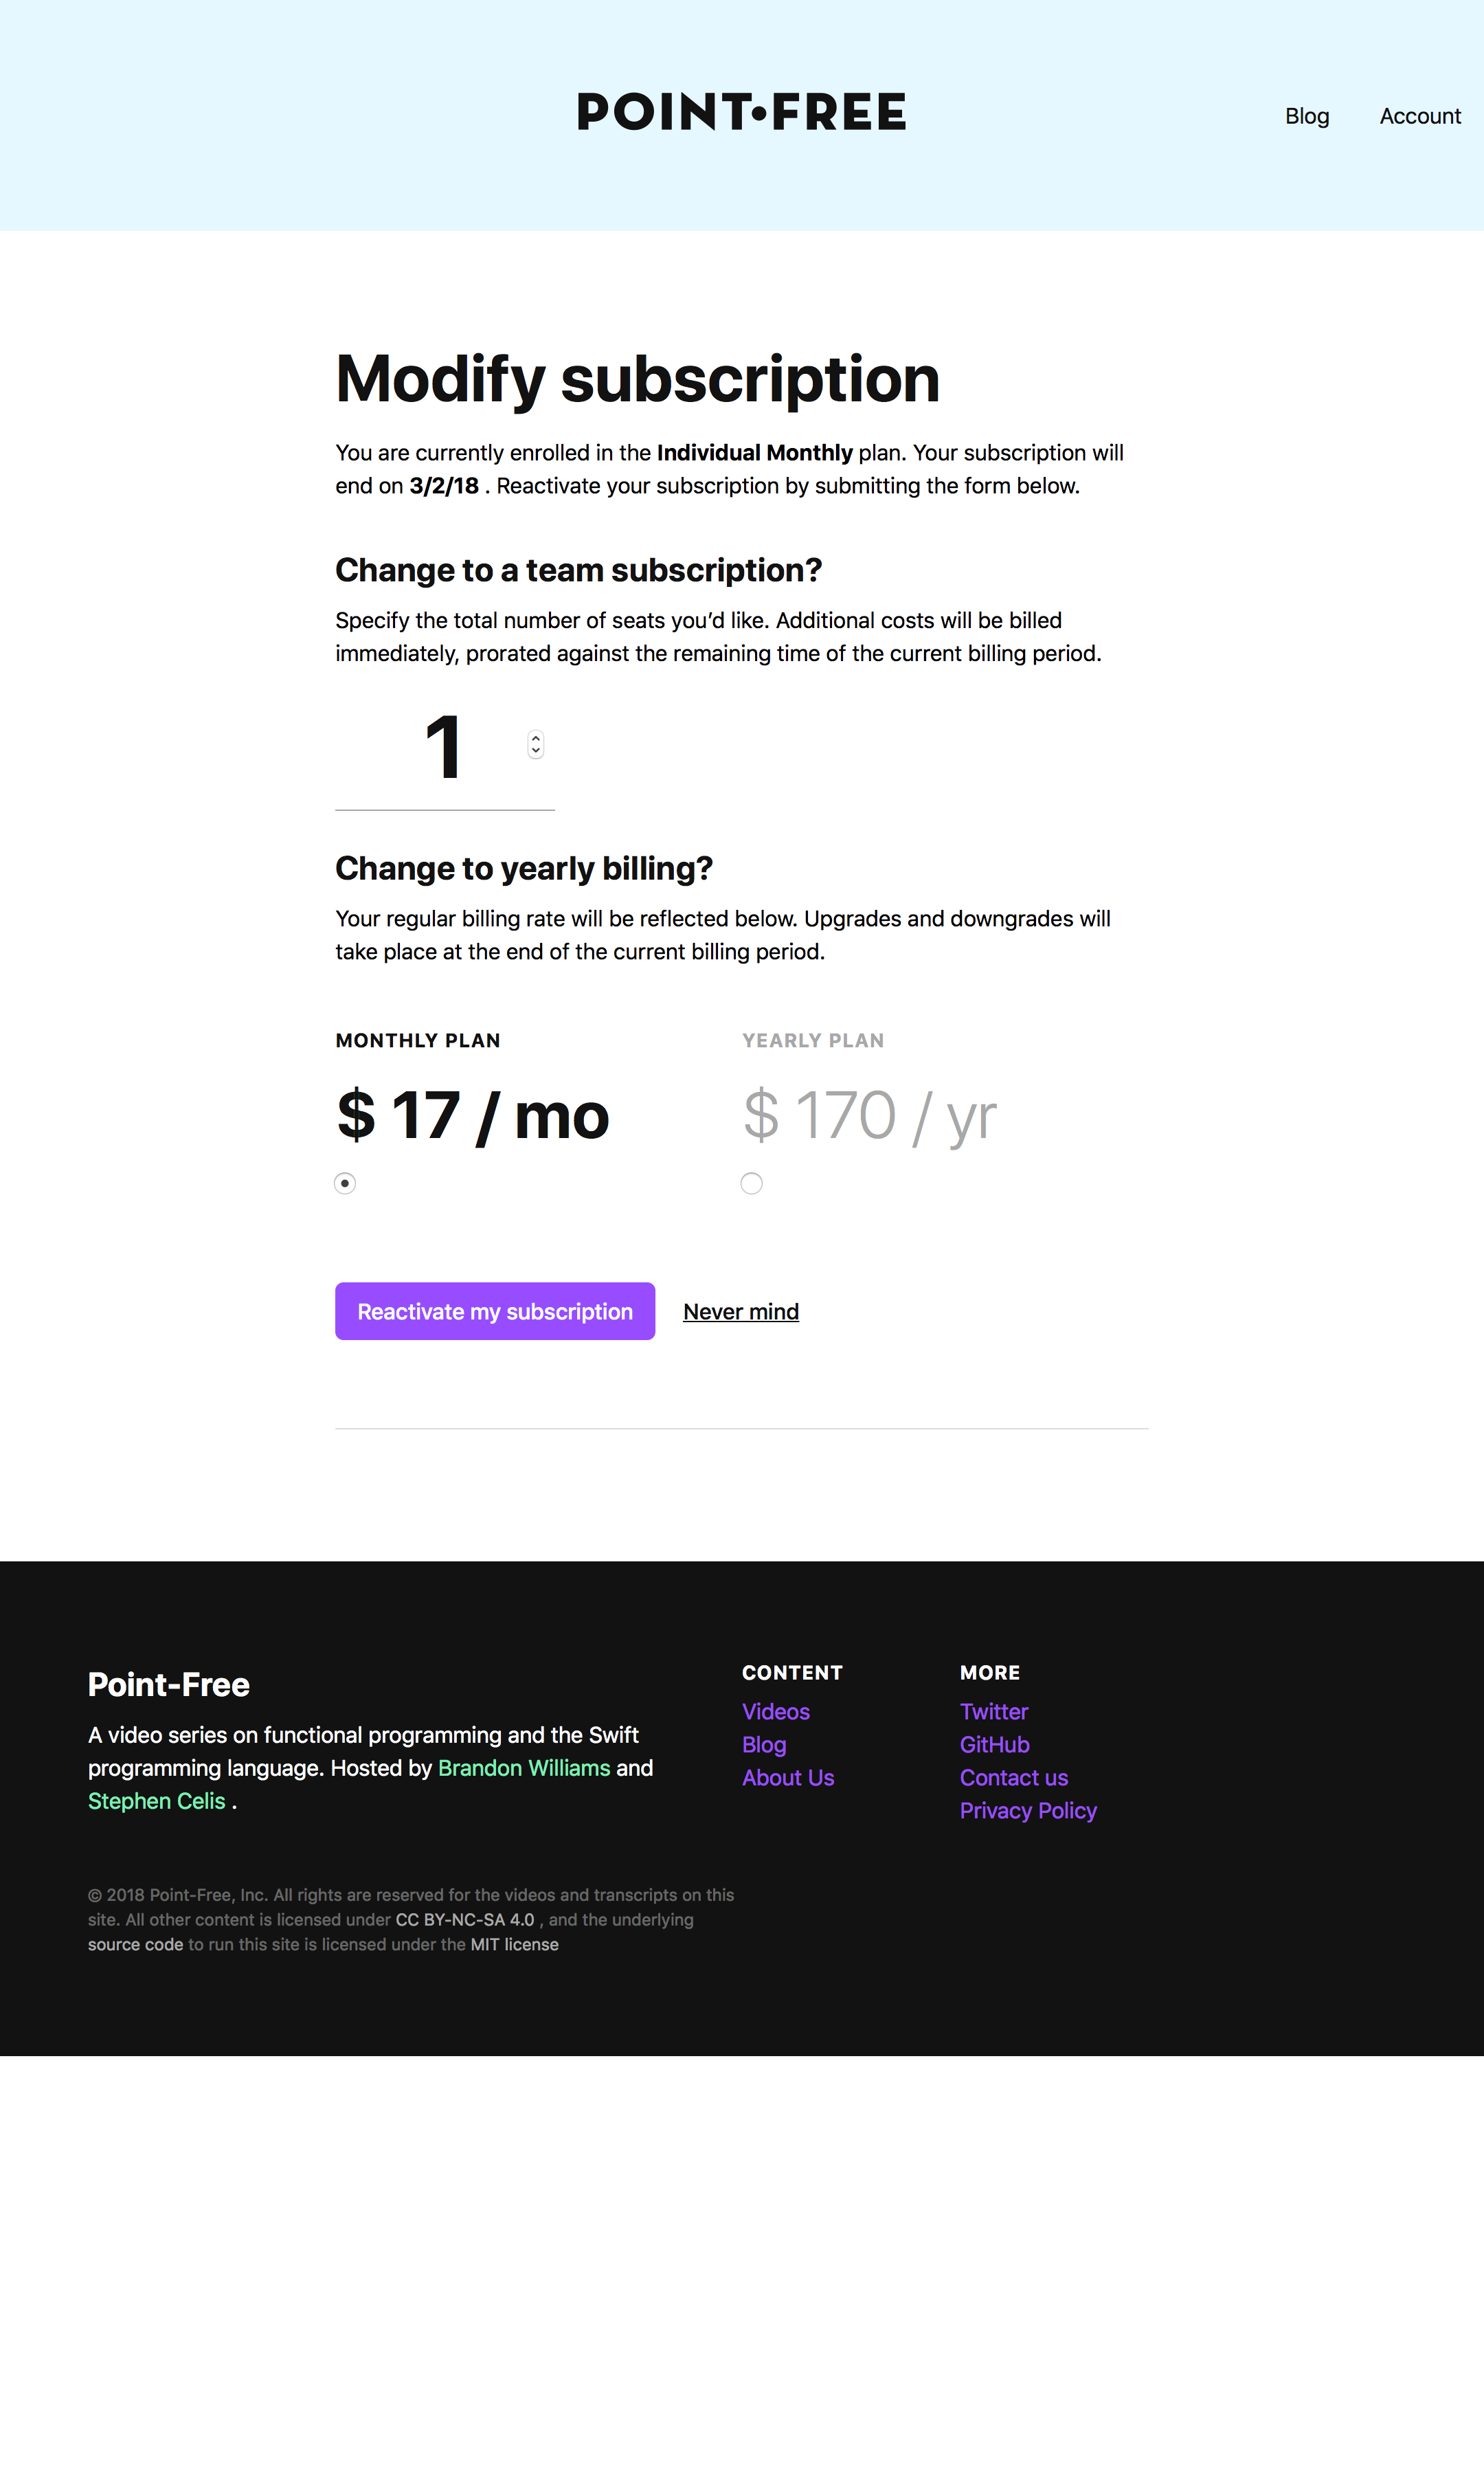 POINT•FREE
Blog
Account
Modify subscription
You are currently enrolled in the Individual Monthly plan. Your subscription will
end on 3/2/18 . Reactivate your subscription by submitting the form below.
Change to a team subscription?
Specify the total number of seats you’d like. Additional costs will be billed
immediately, prorated against the remaining time of the current billing period.
1
Change to yearly billing?
Your regular billing rate will be reflected below. Upgrades and downgrades will
take place at the end of the current billing period.
MONTHLY PLAN
$ 17 / mo
YEARLY PLAN
$ 170 / yr
Reactivate my subscription
Never mind
Point-Free
A video series on functional programming and the Swift
programming language. Hosted by Brandon Williams and
Stephen Celis .
CONTENT
Videos
Blog
About Us
MORE
Twitter
GitHub
Contact us
Privacy Policy
© 2018 Point-Free, Inc. All rights are reserved for the videos and transcripts on this
site. All other content is licensed under CC BY-NC-SA 4.0 , and the underlying
source code to run this site is licensed under the MIT license